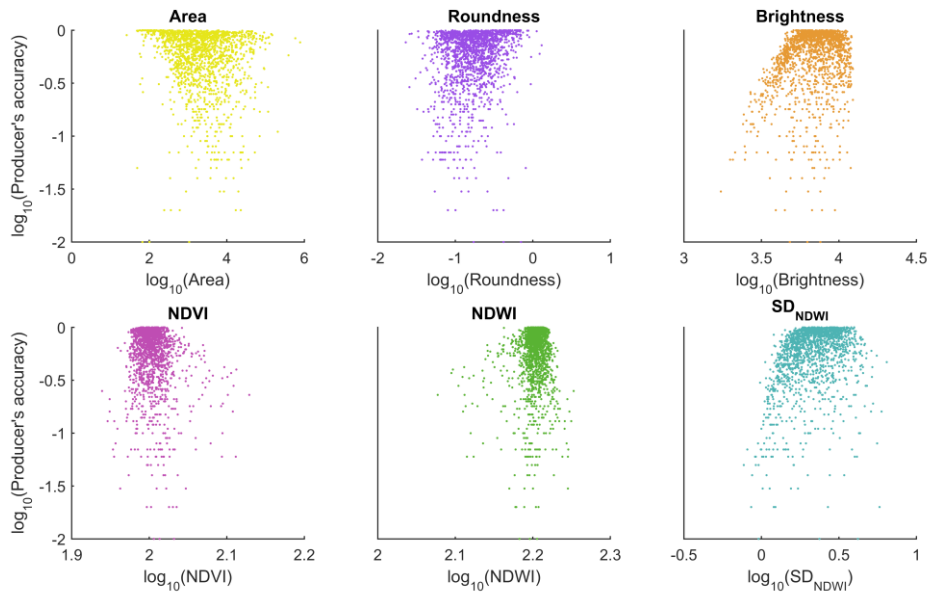 Area
Roundness
Brightness
0
-0.5
-1
-1.5
-2
log10(Producer's accuracy)
0 2 4 6
-2 -1 0 1
3 3.5 4 4.5
log10(Area)
log10(Roundness)
log10(Brightness)
NDVI
NDWI
SDNDWI
0
-0.5
-1
-1.5
-2
log10(Producer's accuracy)
1.9 2 2.1 2.2
2 2.1 2.2 2.3
-0.5 0 0.5 1
log10(NDVI)
log10(NDWI)
log10(SDNDWI)